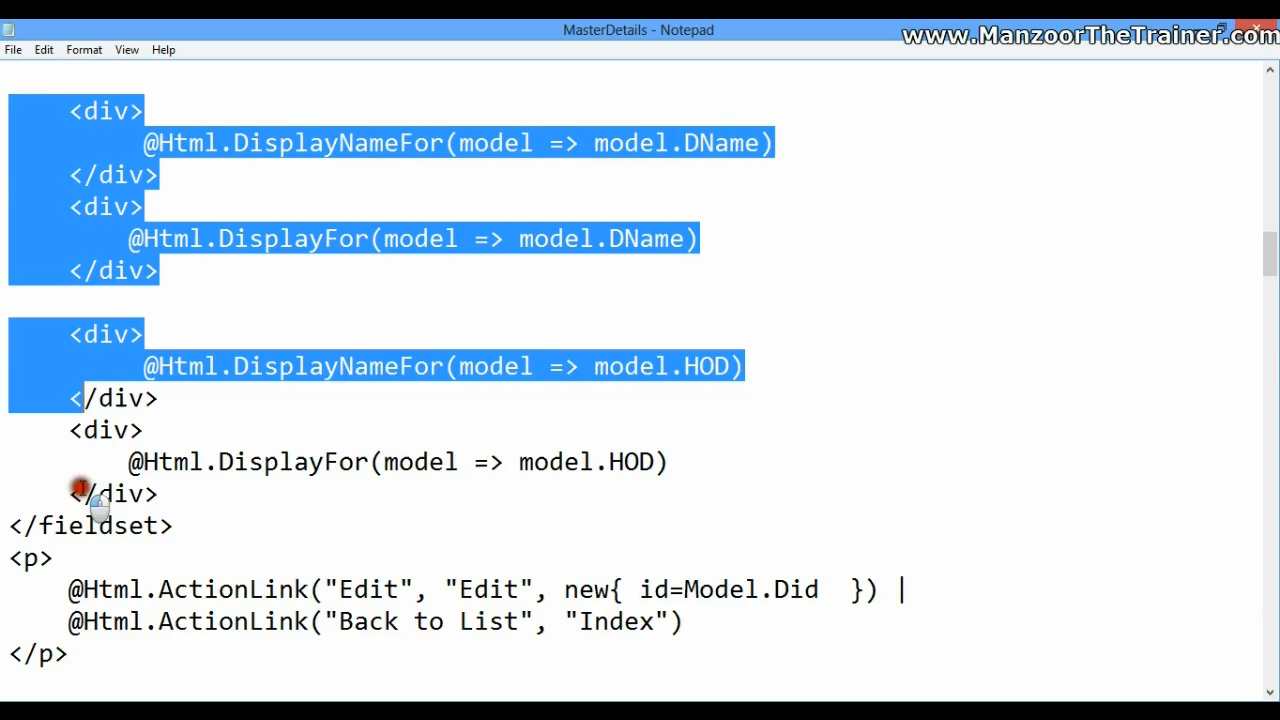 MasterDetails - Notepad
www.ManzoorTheTrainer.com
File Edit Format View Help
<div>
@Html.DisplayNameFor(model => model.DName)
</div>
<div>
@Html.DisplayFor(model => model.DName)
</div>
<div>
@Html.DisplayNameFor(model => model.HOD)
</div>
<div>
@Html.DisplayFor(model => model.HOD)
</div>
</fieldset>
<p>
@Html.ActionLink("Edit", "Edit", new{ id=Model.Did  }) |
@Html.ActionLink("Back to List", "Index")
</p>